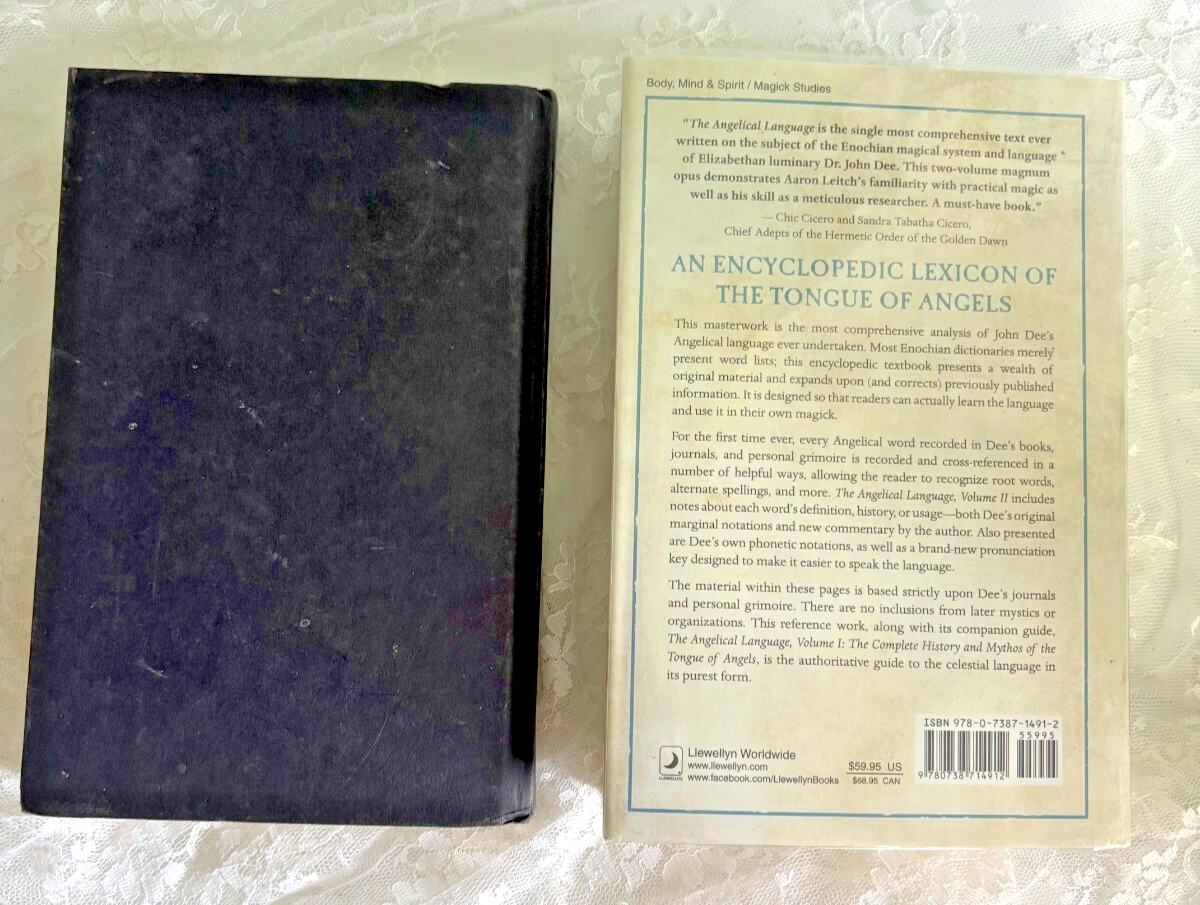 Body, Mind & Spirit / Magick Studies
“The Angelical Language is the single most comprehensive text ever
written on the subject of the Enochian magical system and language
of Elizabethan luminary Dr. John Dee. This two-volume magnum
opus demonstrates Aaron Leitch’s familiarity with practical magic as
well as his skill as a meticulous researcher. A must-have book.”
— Chic Cicero and Sandra Tabatha Cicero,
Chief Adepts of the Hermetic Order of the Golden Dawn
AN ENCYCLOPEDIC LEXICON OF
THE TONGUE OF ANGELS
This masterwork is the most comprehensive analysis of John Dee’s
Angelical language ever undertaken. Most Enochian dictionaries merely
present word lists; this encyclopedic textbook presents a wealth of
original material and expands upon (and corrects) previously published
information. It is designed so that readers can actually learn the language
and use it in their own magick.
For the first time ever, every Angelical word recorded in Dee’s books,
journals, and personal grimoire is recorded and cross-referenced in a
number of helpful ways, allowing the reader to recognize root words,
alternate spellings, and more. The Angelical Language, Volume II includes
notes about each word’s definition, history, or usage—both Dee’s original
marginal notations and new commentary by the author. Also presented
are Dee’s own phonetic notations, as well as a brand-new pronunciation
key designed to make it easier to speak the language.
The material within these pages is based strictly upon Dee’s journals
and personal grimoire. There are no inclusions from later mystics or
organizations. This reference work, along with its companion guide,
The Angelical Language, Volume I: The Complete History and Mythos of the
Tongue of Angels, is the authoritative guide to the celestial language in
its purest form.
LLEWELLYN
Llewellyn Worldwide
www.llewellyn.com
www.facebook.com/LlewellynBooks
$59.95 US
$68.95 CAN
ISBN 978-0-7387-1491-2
55995
9 780738 714912